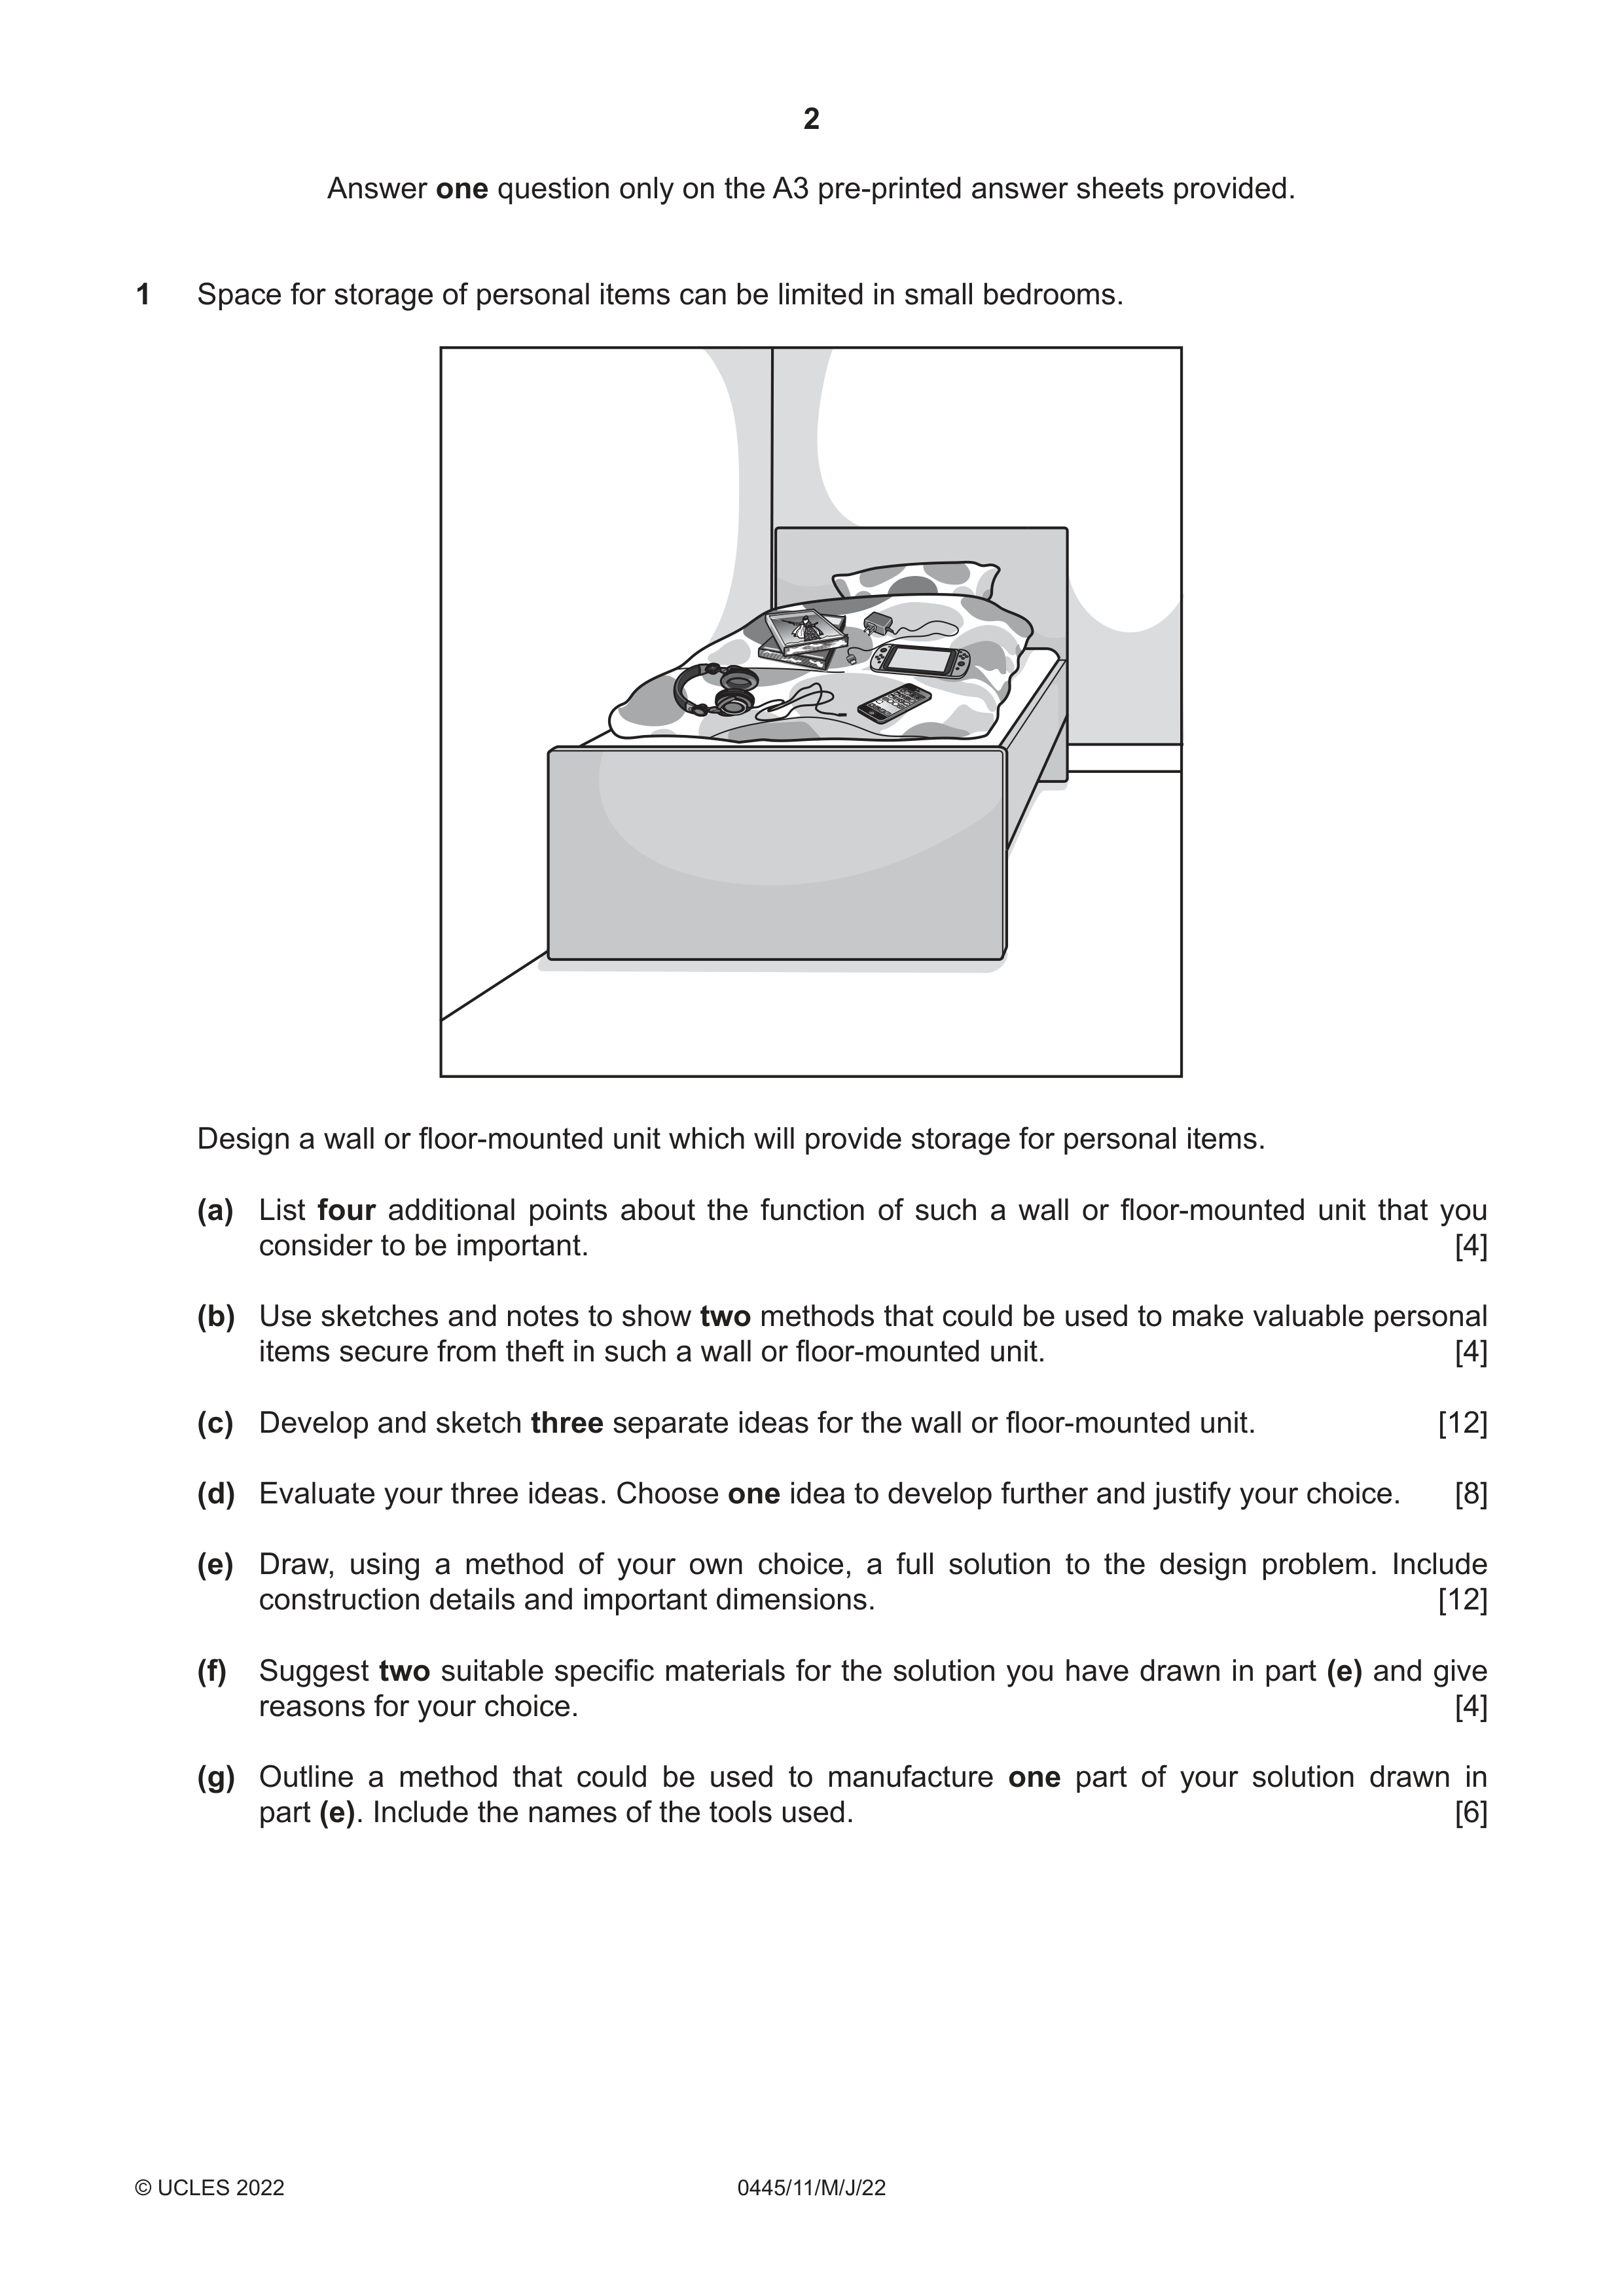 2
Answer one question only on the A3 pre-printed answer sheets provided.
1 Space for storage of personal items can be limited in small bedrooms.
Design a wall or floor-mounted unit which will provide storage for personal items.
(a) List four additional points about the function of such a wall or floor-mounted unit that you
consider to be important. [4]
(b) Use sketches and notes to show two methods that could be used to make valuable personal
items secure from theft in such a wall or floor-mounted unit. [4]
(c) Develop and sketch three separate ideas for the wall or floor-mounted unit. [12]
(d) Evaluate your three ideas. Choose one idea to develop further and justify your choice. [8]
(e) Draw, using a method of your own choice, a full solution to the design problem. Include
construction details and important dimensions. [12]
(f) Suggest two suitable specific materials for the solution you have drawn in part (e) and give
reasons for your choice. [4]
(g) Outline a method that could be used to manufacture one part of your solution drawn in
part (e). Include the names of the tools used. [6]
© UCLES 2022 0445/11/M/J/22